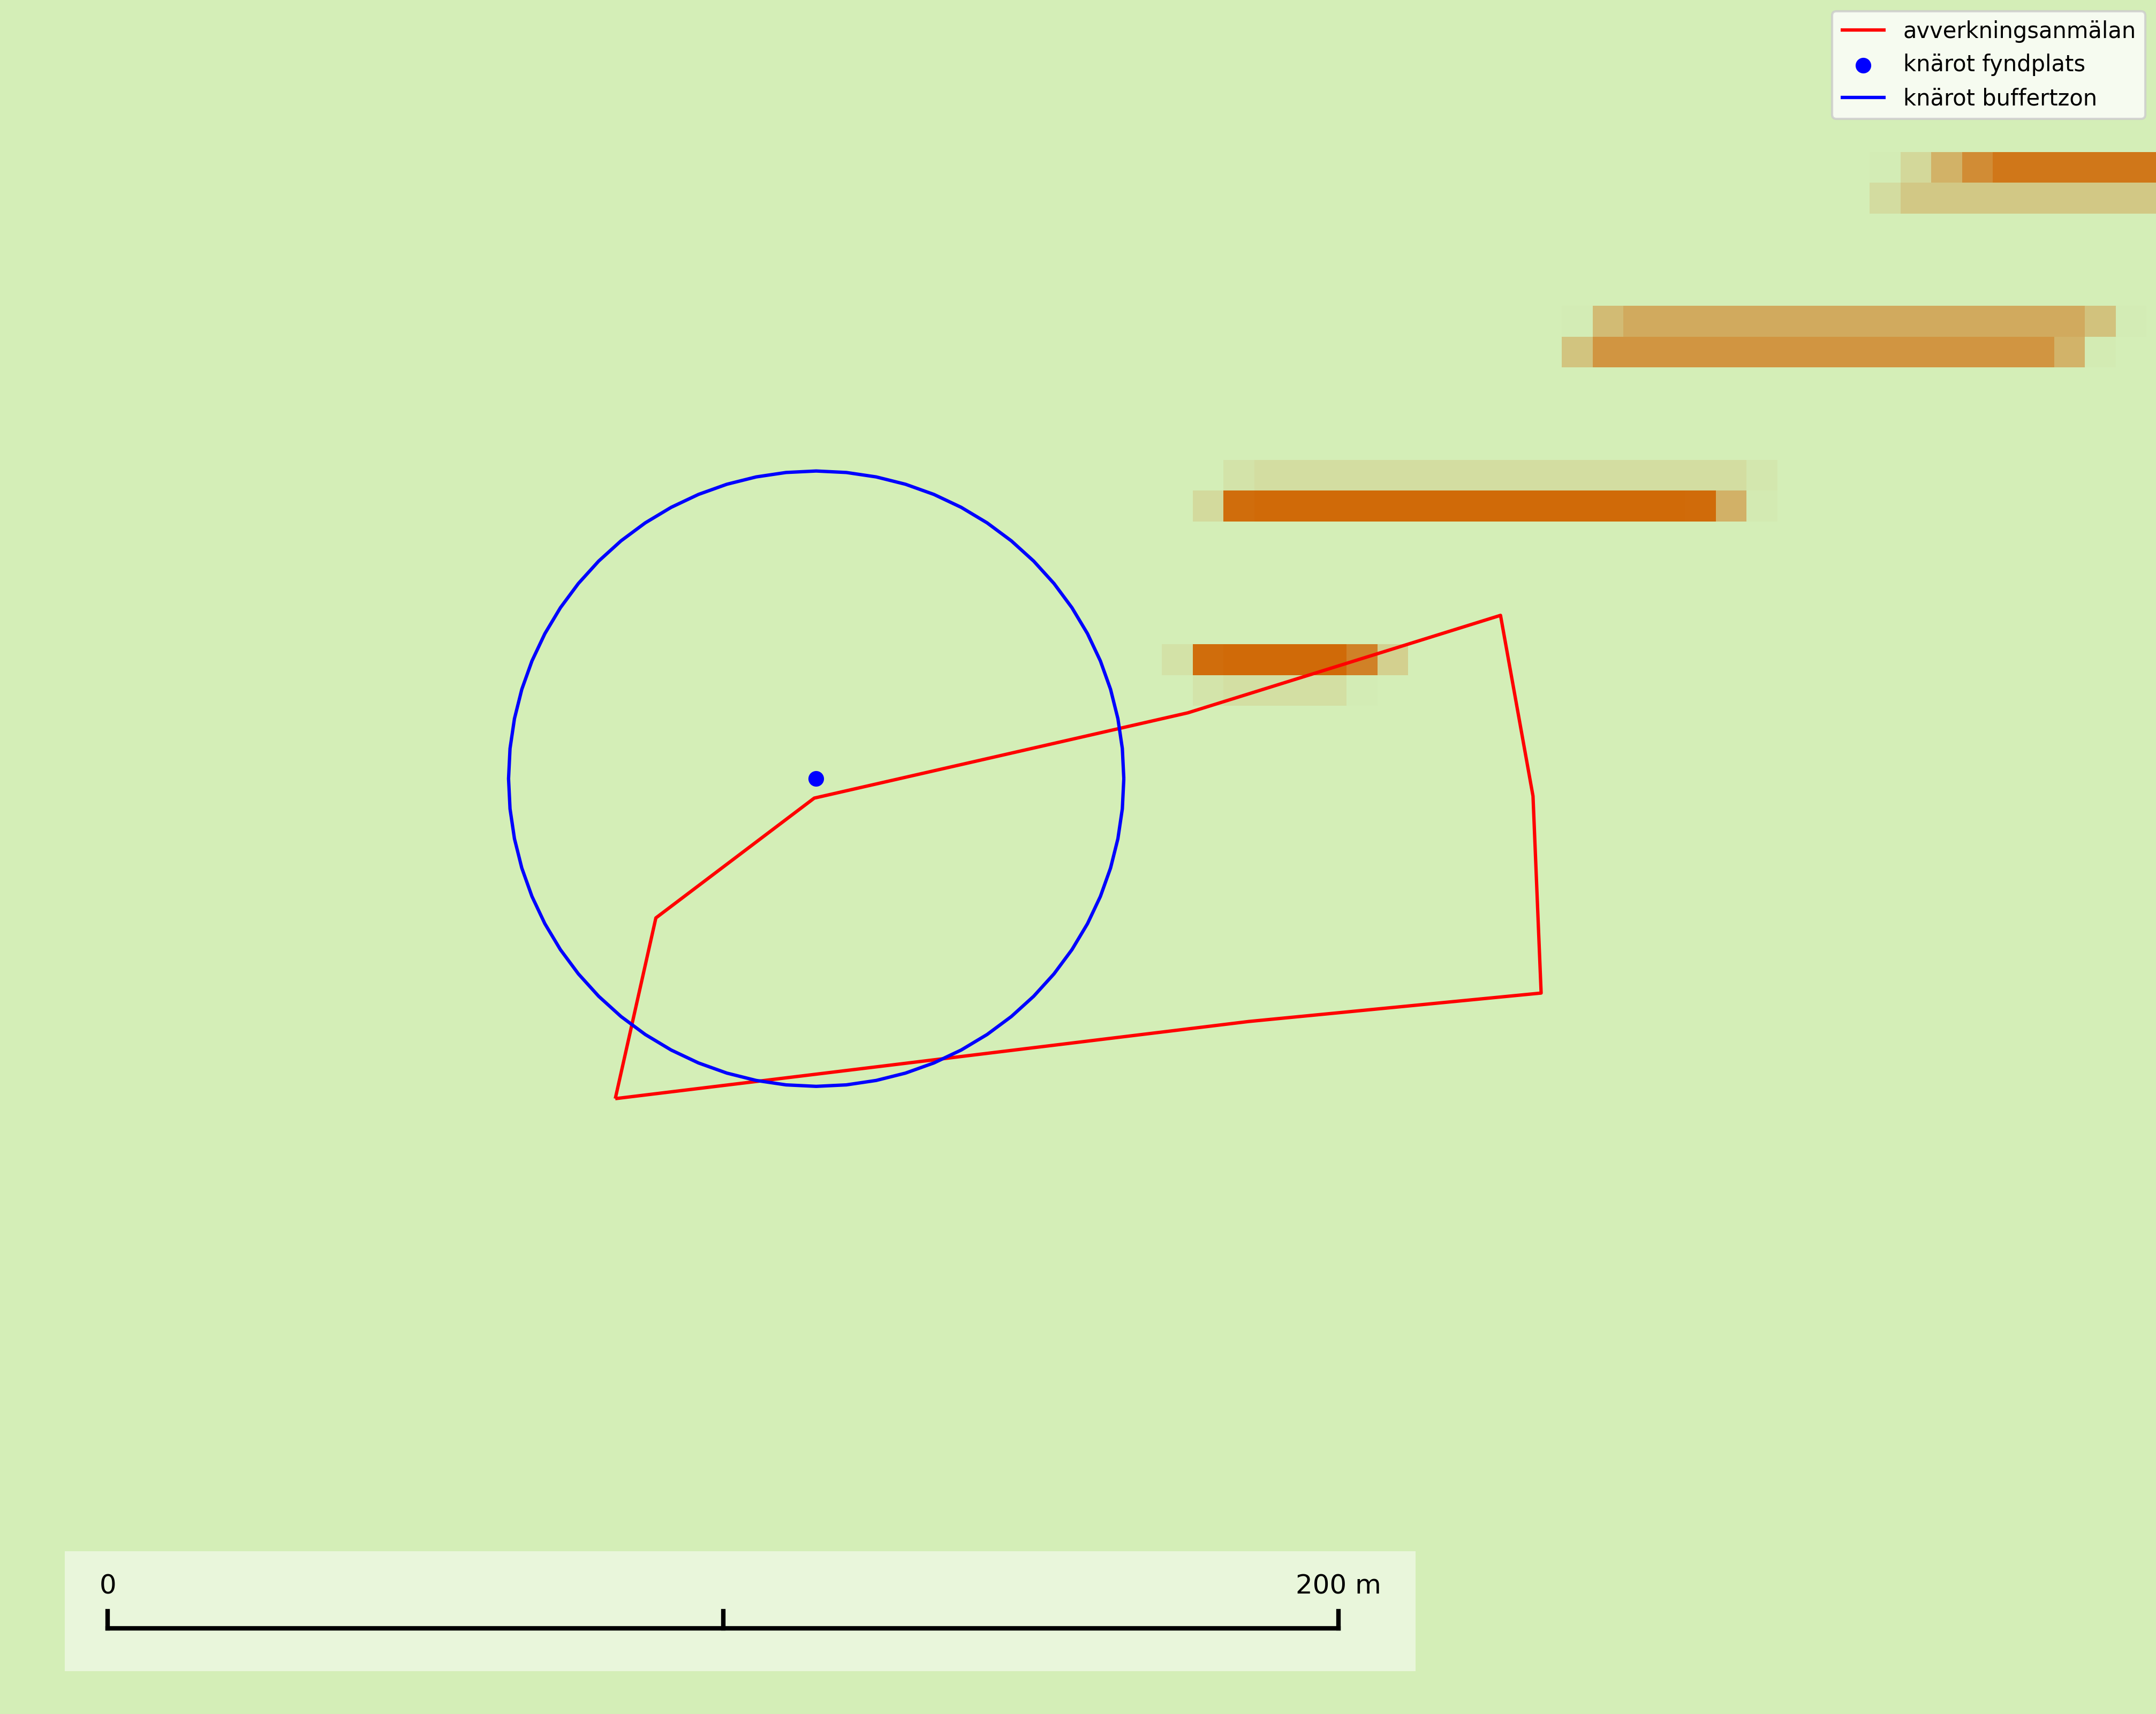 avverkningsanmälan
knärot fyndplats
knärot buffertzon
0
200 m